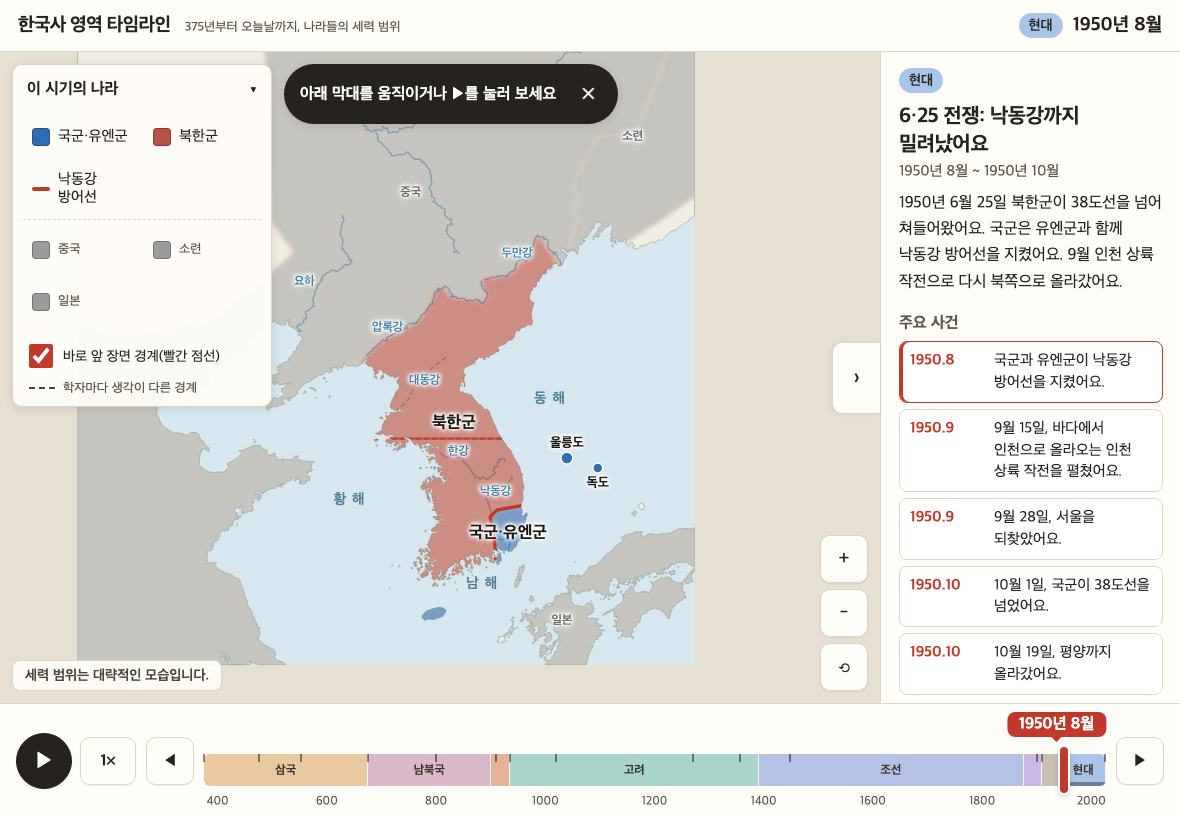 한국사 영역 타임라인
375년부터 오늘날까지, 나라들의 세력 범위
현대
1950년 8월
이 시기의 나라
국군·유엔군
북한군
낙동강
방어선
중국
소련
일본
바로 앞 장면 경계(빨간 점선)
학자마다 생각이 다른 경계
아래 막대를 움직이거나 ▶를 눌러 보세요
소련
중국
두만강
요하
압록강
대동강
동 해
북한군
울릉도
한강
독도
낙동강
황 해
국군·유엔군
남 해
일본
세력 범위는 대략적인 모습입니다.
현대
6·25 전쟁: 낙동강까지
밀려났어요
1950년 8월 ~ 1950년 10월
1950년 6월 25일 북한군이 38도선을 넘어
쳐들어왔어요. 국군은 유엔군과 함께
낙동강 방어선을 지켰어요. 9월 인천 상륙
작전으로 다시 북쪽으로 올라갔어요.
주요 사건
1950.8
국군과 유엔군이 낙동강
방어선을 지켰어요.
1950.9
9월 15일, 바다에서
인천으로 올라오는 인천
상륙 작전을 펼쳤어요.
1950.9
9월 28일, 서울을
되찾았어요.
1950.10
10월 1일, 국군이 38도선을
넘었어요.
1950.10
10월 19일, 평양까지
올라갔어요.
1950년 8월
1×
삼국
남북국
고려
조선
현대
400
600
800
1000
1200
1400
1600
1800
2000